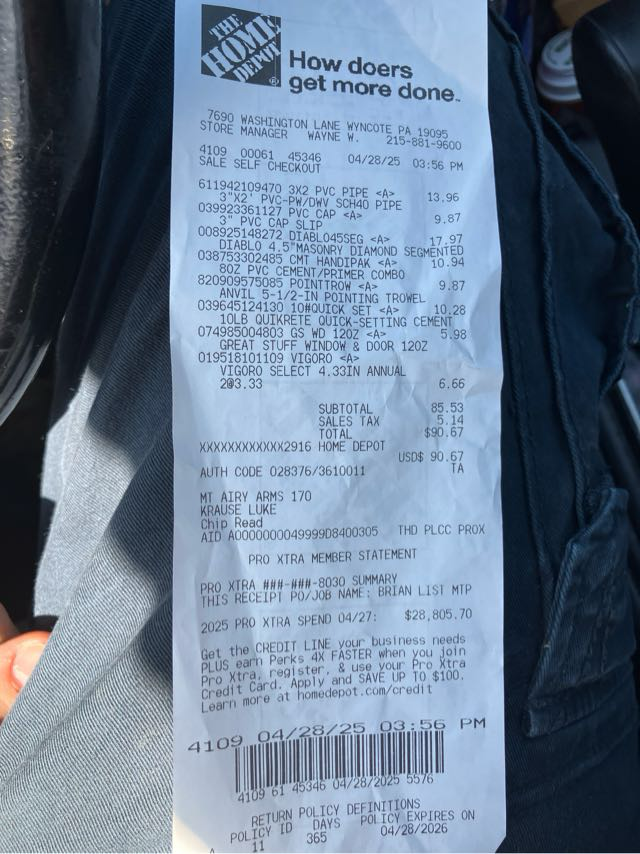 THE
HOME
DEPOT
How doers
get more done.
7690 WASHINGTON LANE WYNCOTE PA 19095
STORE MANAGER WAYNE W. 215-881-9600
4109 00061 45346 04/28/25 03:56 PM
SALE SELF CHECKOUT
611942109470 3X2 PVC PIPE <A> 13.96
3"X2' PVC-PW/DWV SCH40 PIPE
039923361127 PVC CAP <A> 9.87
3" PVC CAP SLIP
008925148272 DIABLO45SEG <A> 17.97
DIABLO 4.5"MASONRY DIAMOND SEGMENTED
038753302485 CMT HANDIPAK <A> 10.94
8OZ PVC CEMENT/PRIMER COMBO
820909575085 POINTTROW <A> 9.87
ANVIL 5-1/2-IN POINTING TROWEL
039645124130 10#QUICK SET <A> 10.28
10LB QUIKRETE QUICK-SETTING CEMENT
074985004803 GS WD 12OZ <A> 5.98
GREAT STUFF WINDOW & DOOR 12OZ
019518101109 VIGORO <A>
VIGORO SELECT 4.33IN ANNUAL
2@3.33 6.66
SUBTOTAL 85.53
SALES TAX 5.14
TOTAL $90.67
XXXXXXXXXXXX2916 HOME DEPOT
USD$ 90.67
AUTH CODE 028376/3610011 TA
MT AIRY ARMS 170
KRAUSE LUKE
Chip Read
AID A0000000049999D8400305 THD PLCC PROX
PRO XTRA MEMBER STATEMENT
PRO XTRA ###-###-8030 SUMMARY
THIS RECEIPT PO/JOB NAME: BRIAN LIST MTP
2025 PRO XTRA SPEND 04/27: $28,805.70
Get the CREDIT LINE your business needs
PLUS earn Perks 4X FASTER when you join
Pro Xtra, register, & use your Pro Xtra
Credit Card. Apply and SAVE UP TO $100.
Learn more at homedepot.com/credit
4109 04/28/25 03:56 PM
4109 61 45346 04/28/2025 5576
RETURN POLICY DEFINITIONS
POLICY ID DAYS POLICY EXPIRES ON
11 365 04/28/2026